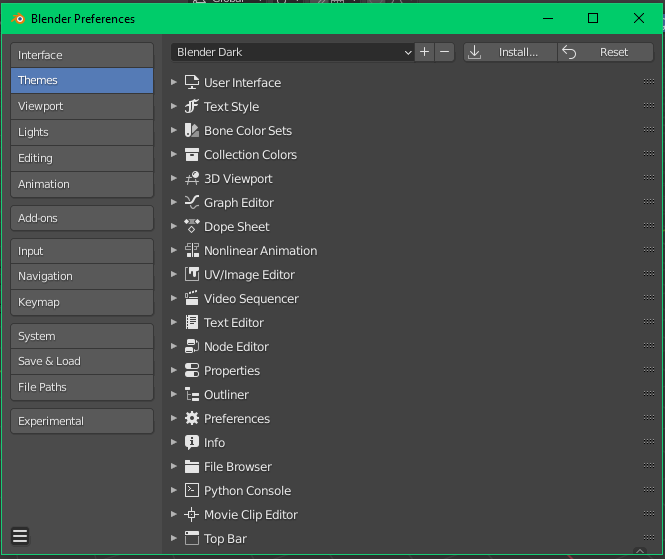 Global
Blender Preferences
Interface
Themes
Viewport
Lights
Editing
Animation
Add-ons
Input
Navigation
Keymap
System
Save & Load
File Paths
Experimental
Blender Dark
Install...
Reset
User Interface
Text Style
Bone Color Sets
Collection Colors
3D Viewport
Graph Editor
Dope Sheet
Nonlinear Animation
UV/Image Editor
Video Sequencer
Text Editor
Node Editor
Properties
Outliner
Preferences
Info
File Browser
Python Console
Movie Clip Editor
Top Bar